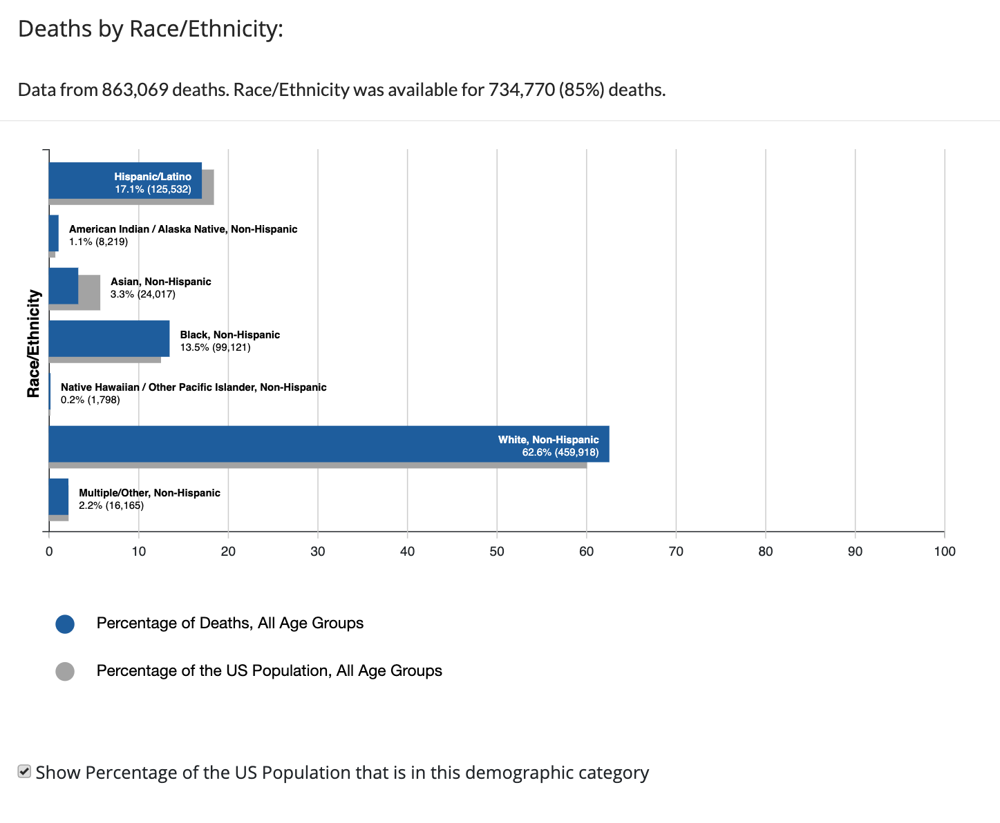 Deaths by Race/Ethnicity:
Data from 863,069 deaths. Race/Ethnicity was available for 734,770 (85%) deaths.
Race/Ethnicity
Hispanic/Latino
17.1% (125,532)
American Indian / Alaska Native, Non-Hispanic
1.1% (8,219)
Asian, Non-Hispanic
3.3% (24,017)
Black, Non-Hispanic
13.5% (99,121)
Native Hawaiian / Other Pacific Islander, Non-Hispanic
0.2% (1,798)
White, Non-Hispanic
62.6% (459,918)
Multiple/Other, Non-Hispanic
2.2% (16,165)
0 10 20 30 40 50 60 70 80 90 100
Percentage of Deaths, All Age Groups
Percentage of the US Population, All Age Groups
Show Percentage of the US Population that is in this demographic category